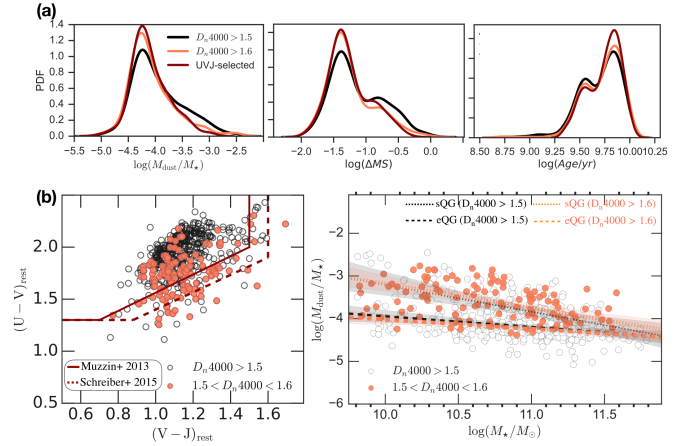 (a)
PDF
1.4
1.2
1.0
0.8
0.6
0.4
0.2
0.0
D_n4000 > 1.5
D_n4000 > 1.6
UVJ-selected
−5.5 −5.0 −4.5 −4.0 −3.5 −3.0 −2.5
log(M_dust/M_⋆)
−2.0 −1.5 −1.0 −0.5 0.0
log(ΔMS)
8.50 8.75 9.00 9.25 9.50 9.75 10.00 10.25
log(Age/yr)
(b)
(U − V)_rest
2.5
2.0
1.5
1.0
0.5
Muzzin+ 2013
Schreiber+ 2015
D_n4000 > 1.5
1.5 < D_n4000 < 1.6
0.6 0.8 1.0 1.2 1.4 1.6 1.8
(V − J)_rest
log(M_dust/M_⋆)
−1
−2
−3
−4
−5
−6
sQG (D_n4000 > 1.5)
sQG (D_n4000 > 1.6)
eQG (D_n4000 > 1.5)
eQG (D_n4000 > 1.6)
D_n4000 > 1.5
1.5 < D_n4000 < 1.6
10.0 10.5 11.0 11.5
log(M_⋆/M_⊙)